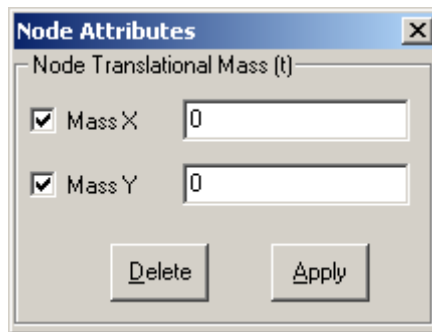 Node Attributes
Node Translational Mass (t)
Mass X 0
Mass Y 0
Delete Apply